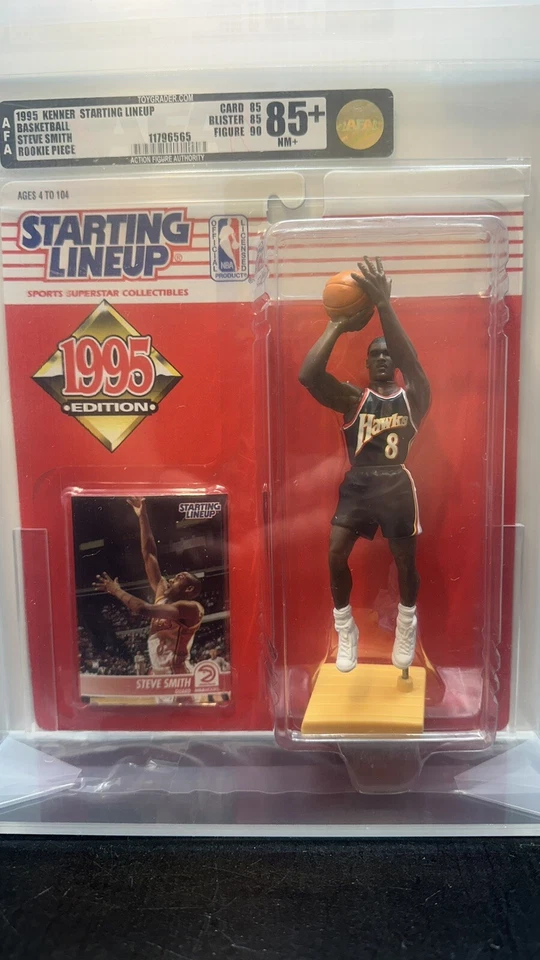 TOYGRADER.COM
AFA
1995 KENNER STARTING LINEUP
BASKETBALL
STEVE SMITH
ROOKIE PIECE
11796565
CARD 85
BLISTER 85
FIGURE 90
85+
NM+
AFA
ACTION FIGURE AUTHORITY
AGES 4 TO 104
STARTING
LINEUP®
SPORTS SUPERSTAR COLLECTIBLES
OFFICIAL
LICENSED
NBA
PRODUCT
1995
•EDITION•
Hawks
8
STARTING
LINEUP
STEVE SMITH
GUARD